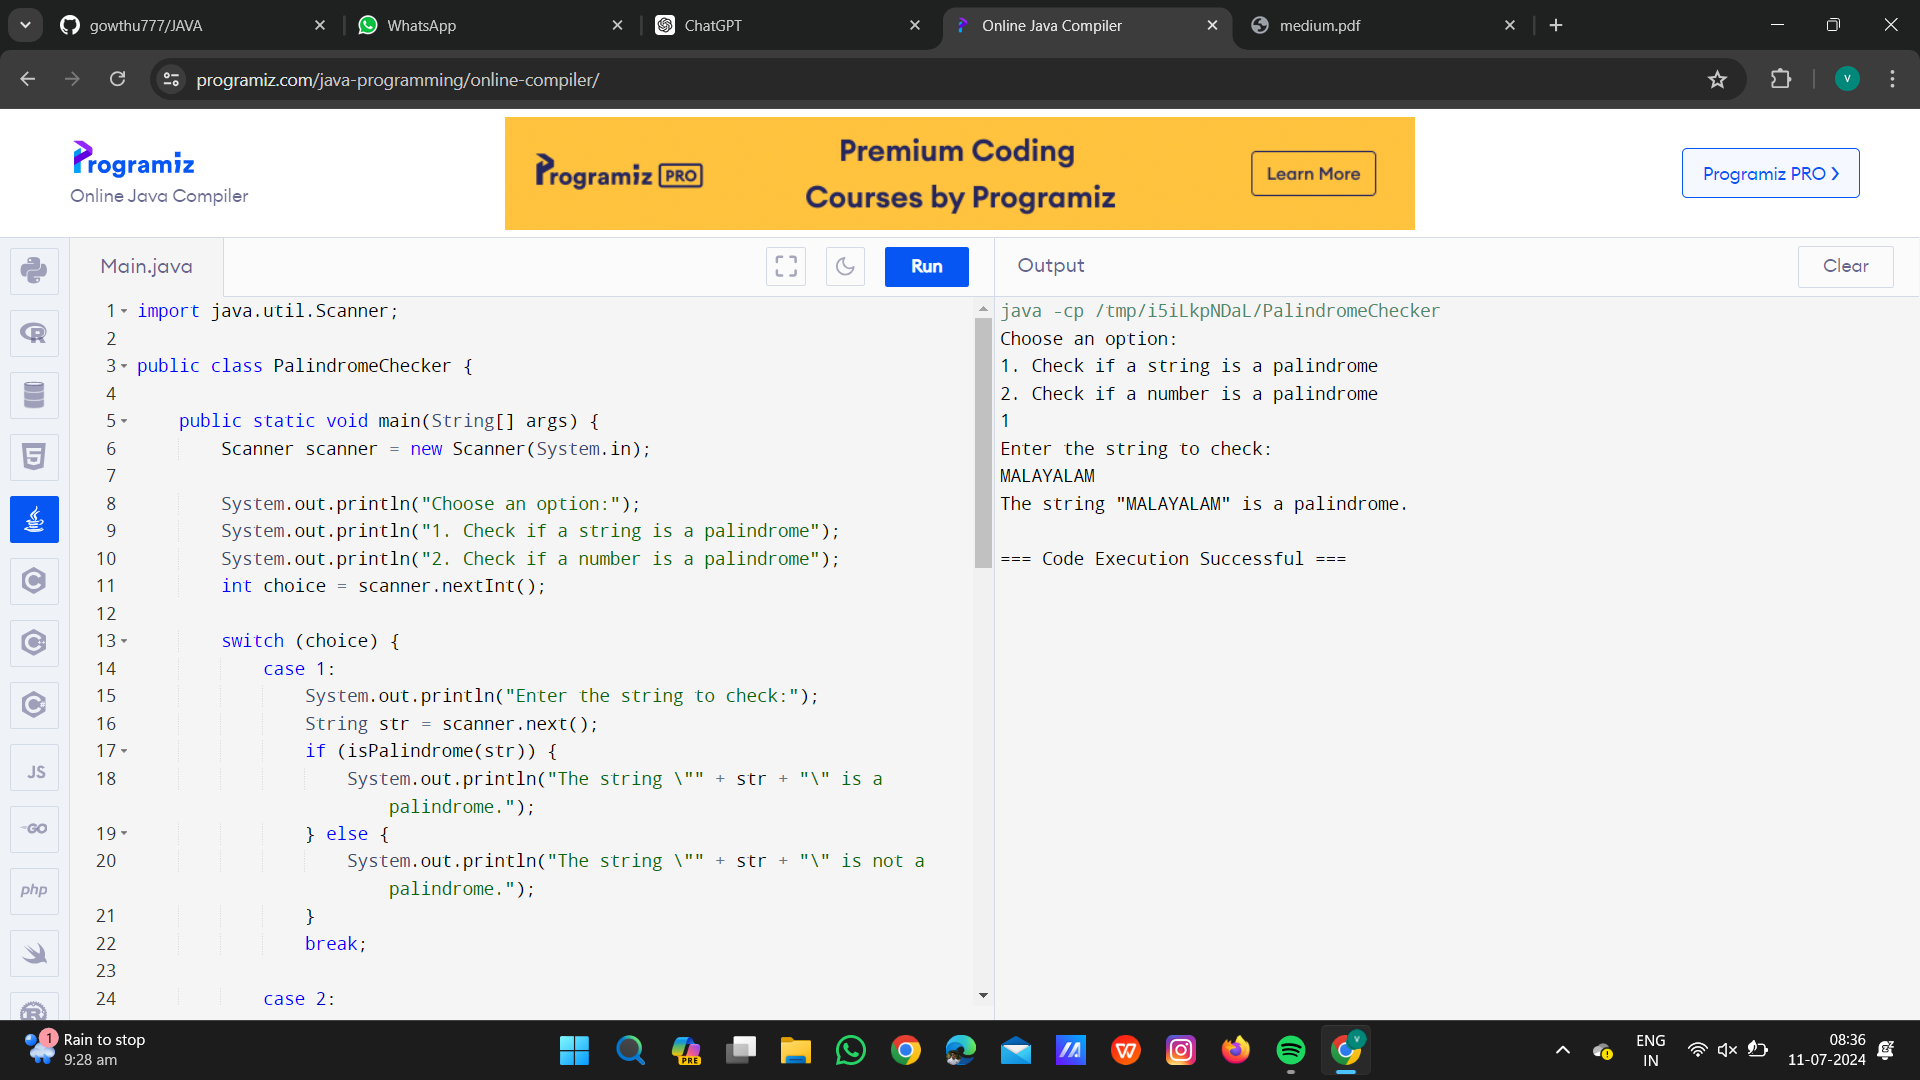 gowthu777/JAVA
WhatsApp
ChatGPT
Online Java Compiler
medium.pdf
programiz.com/java-programming/online-compiler/
V
Programiz
Online Java Compiler
Programiz PRO
Premium Coding
Courses by Programiz
Learn More
Programiz PRO
Main.java
Run
Output
Clear
1 import java.util.Scanner;
2
3 public class PalindromeChecker {
4
5 public static void main(String[] args) {
6 Scanner scanner = new Scanner(System.in);
7
8 System.out.println("Choose an option:");
9 System.out.println("1. Check if a string is a palindrome");
10 System.out.println("2. Check if a number is a palindrome");
11 int choice = scanner.nextInt();
12
13 switch (choice) {
14 case 1:
15 System.out.println("Enter the string to check:");
16 String str = scanner.next();
17 if (isPalindrome(str)) {
18 System.out.println("The string \"" + str + "\" is a
palindrome.");
19 } else {
20 System.out.println("The string \"" + str + "\" is not a
palindrome.");
21 }
22 break;
23
24 case 2:
java -cp /tmp/i5iLkpNDaL/PalindromeChecker
Choose an option:
1. Check if a string is a palindrome
2. Check if a number is a palindrome
1
Enter the string to check:
MALAYALAM
The string "MALAYALAM" is a palindrome.
=== Code Execution Successful ===
R
5
C
C
C
JS
GO
php
R
1
Rain to stop
9:28 am
PRE
W
V
ENG
IN
08:36
11-07-2024